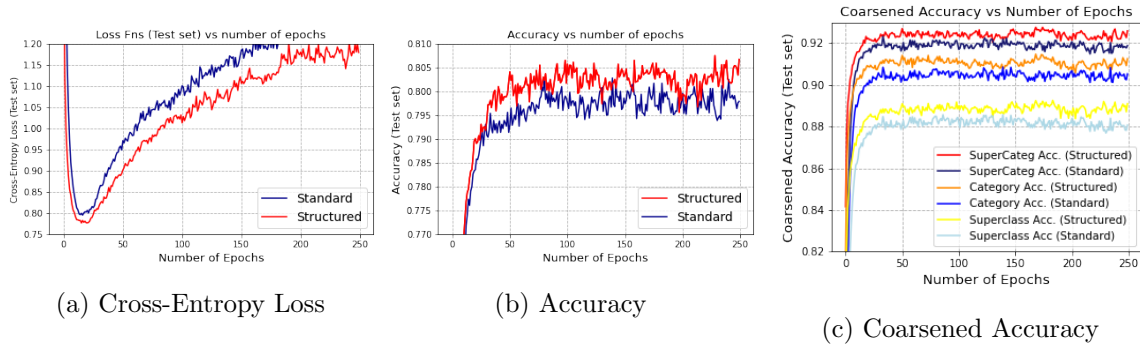 Loss Fns (Test set) vs number of epochs
Cross-Entropy Loss (Test set)
1.20
1.15
1.10
1.05
1.00
0.95
0.90
0.85
0.80
0.75
Standard
Structured
0 50 100 150 200 250
Number of Epochs
(a) Cross-Entropy Loss
Accuracy vs number of epochs
Accuracy (Test set)
0.810
0.805
0.800
0.795
0.790
0.785
0.780
0.775
0.770
Structured
Standard
0 50 100 150 200 250
Number of Epochs
(b) Accuracy
Coarsened Accuracy vs Number of Epochs
Coarsened Accuracy (Test set)
0.92
0.90
0.88
0.86
0.84
0.82
SuperCateg Acc. (Structured)
SuperCateg Acc. (Standard)
Category Acc. (Structured)
Category Acc. (Standard)
Superclass Acc. (Structured)
Superclass Acc (Standard)
0 50 100 150 200 250
Number of Epochs
(c) Coarsened Accuracy